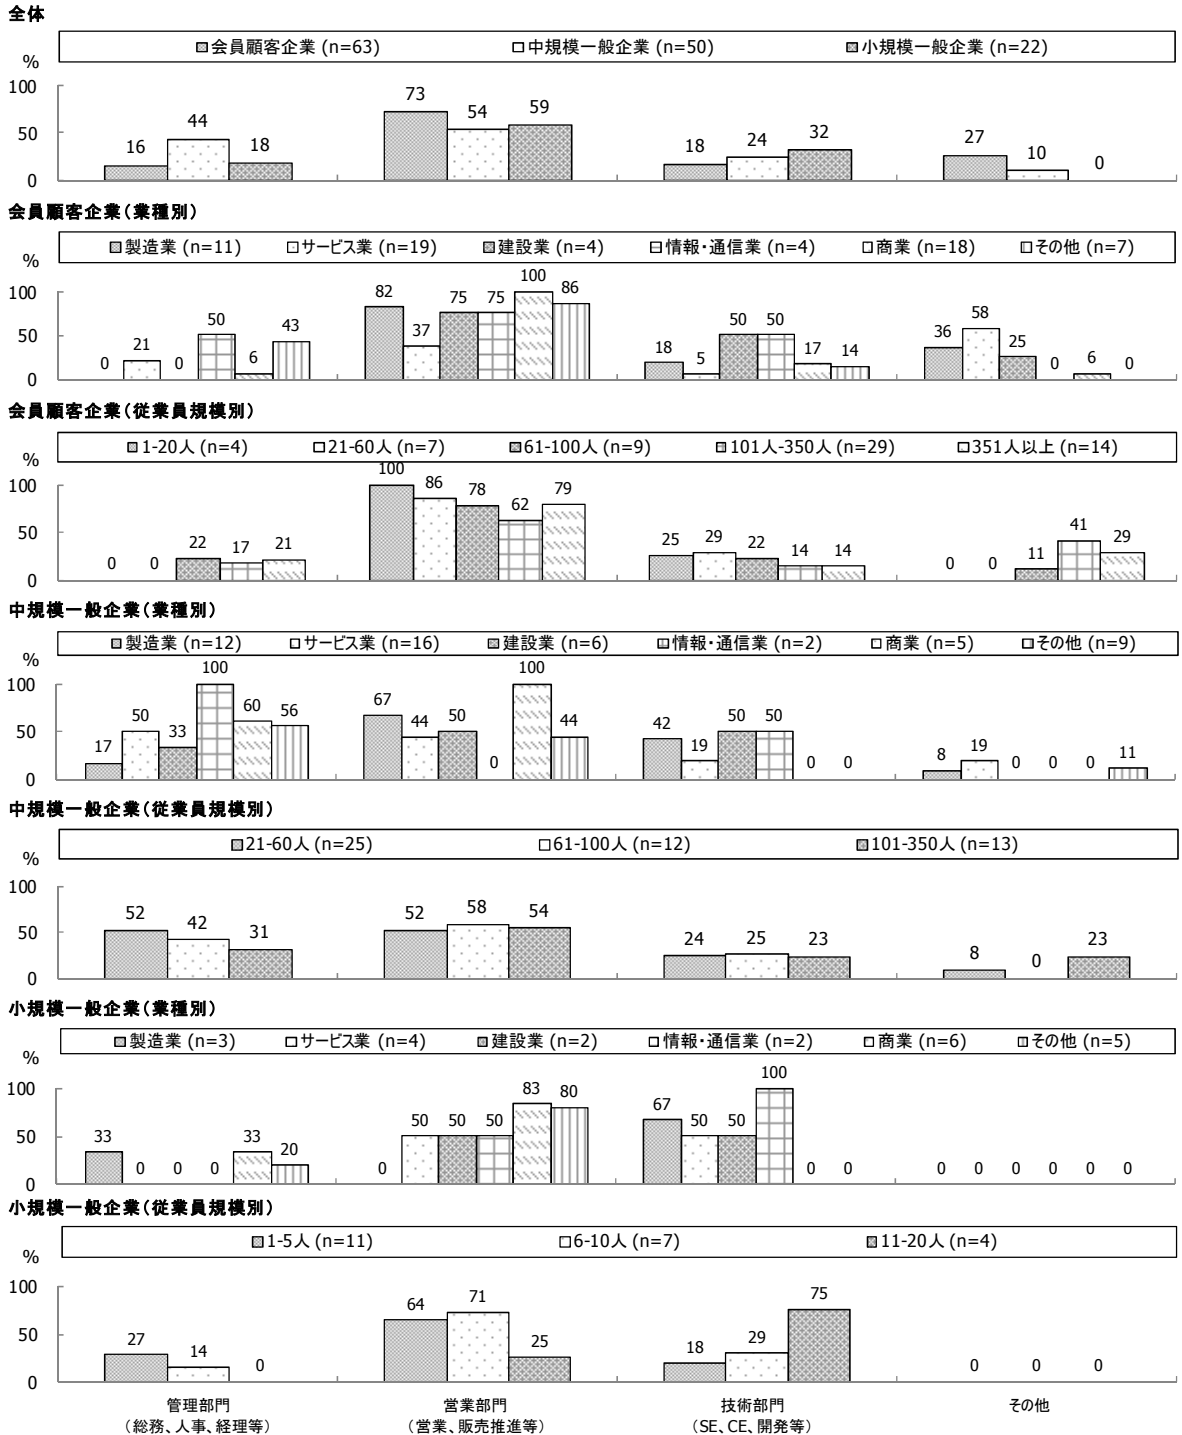 全体
会員顧客企業 (n=63) 中規模一般企業 (n=50) 小規模一般企業 (n=22)
%
100
50
0
16 44 18 73 54 59 18 24 32 27 10 0
会員顧客企業(業種別)
製造業 (n=11) サービス業 (n=19) 建設業 (n=4) 情報・通信業 (n=4) 商業 (n=18) その他 (n=7)
%
100
50
0
0 21 0 50 6 43 82 37 75 75 100 86 18 5 50 50 17 14 36 58 25 0 6 0
会員顧客企業(従業員規模別)
1-20人 (n=4) 21-60人 (n=7) 61-100人 (n=9) 101人-350人 (n=29) 351人以上 (n=14)
%
100
50
0
0 0 22 17 21 100 86 78 62 79 25 29 22 14 14 0 0 11 41 29
中規模一般企業(業種別)
製造業 (n=12) サービス業 (n=16) 建設業 (n=6) 情報・通信業 (n=2) 商業 (n=5) その他 (n=9)
%
100
50
0
17 50 33 100 60 56 67 44 50 0 100 44 42 19 50 50 0 0 8 19 0 0 0 11
中規模一般企業(従業員規模別)
21-60人 (n=25) 61-100人 (n=12) 101-350人 (n=13)
%
100
50
0
52 42 31 52 58 54 24 25 23 8 0 23
小規模一般企業(業種別)
製造業 (n=3) サービス業 (n=4) 建設業 (n=2) 情報・通信業 (n=2) 商業 (n=6) その他 (n=5)
%
100
50
0
33 0 0 0 33 20 0 50 50 50 83 80 67 50 50 100 0 0 0 0 0 0 0 0
小規模一般企業(従業員規模別)
1-5人 (n=11) 6-10人 (n=7) 11-20人 (n=4)
%
100
50
0
27 14 0 64 71 25 18 29 75 0 0 0
管理部門 営業部門 技術部門 その他
(総務、人事、経理等) (営業、販売推進等) (SE、CE、開発等)